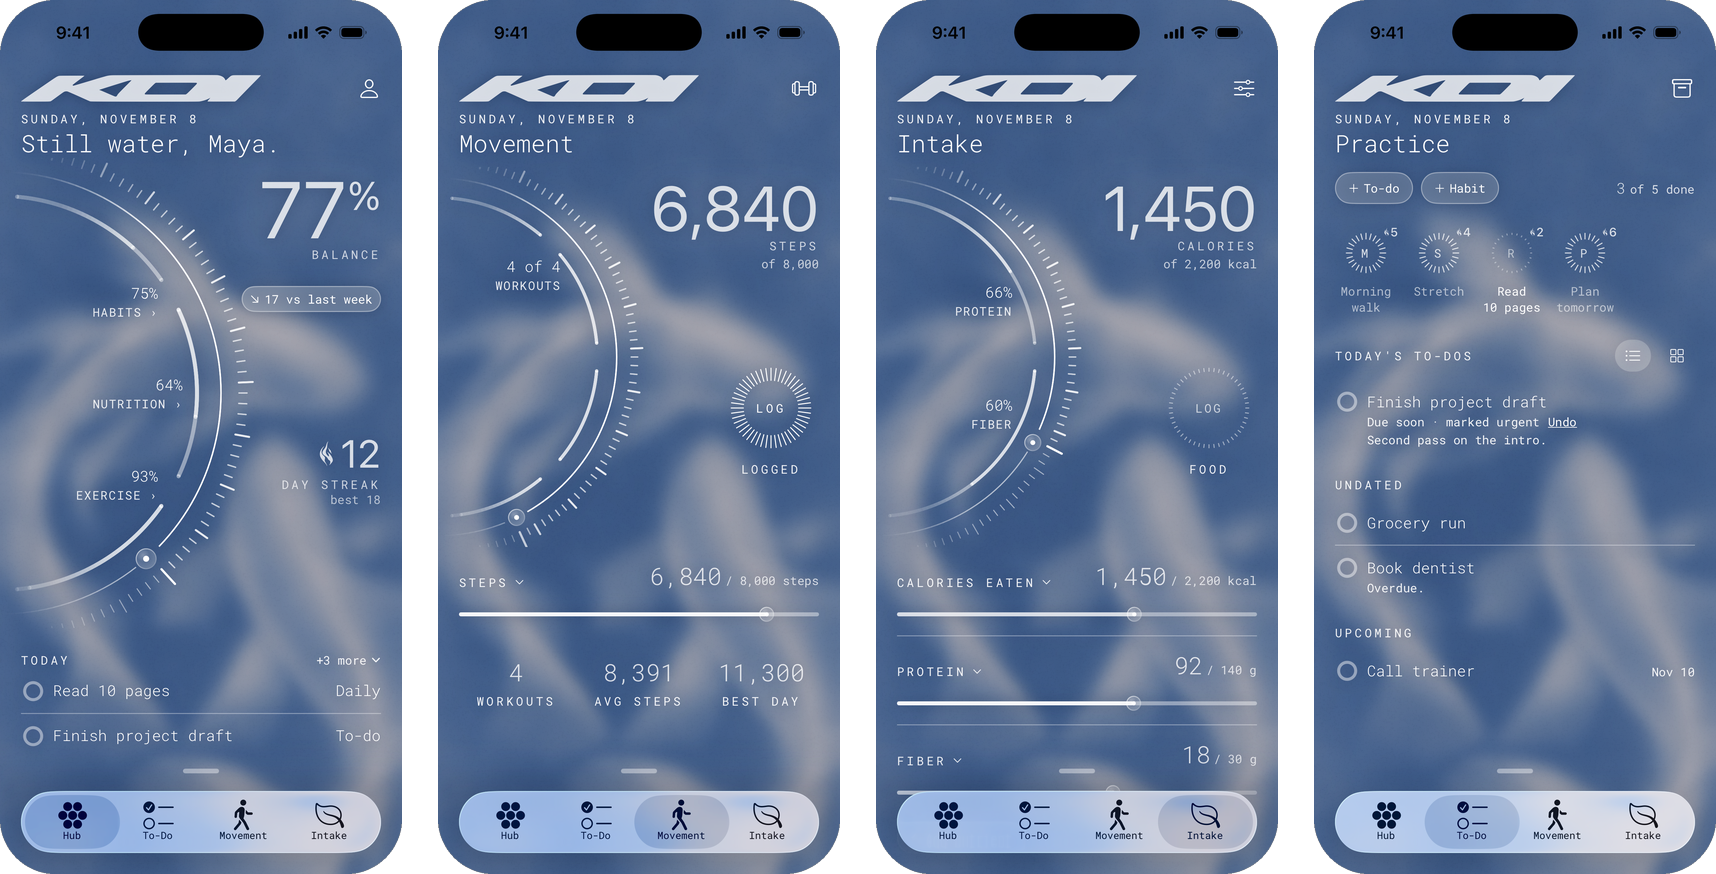 9:41
KOI
SUNDAY, NOVEMBER 8
Still water, Maya.
77%
BALANCE
↘ 17 vs last week
75%
HABITS ›
64%
NUTRITION ›
93%
EXERCISE ›
12
DAY STREAK
best 18
TODAY
+3 more
Read 10 pages Daily
Finish project draft To-do
Hub To-Do Movement Intake
9:41
KOI
SUNDAY, NOVEMBER 8
Movement
6,840
STEPS
of 8,000
4 of 4
WORKOUTS
LOG
LOGGED
STEPS 6,840 / 8,000 steps
4 8,391 11,300
WORKOUTS AVG STEPS BEST DAY
Hub To-Do Movement Intake
9:41
KOI
SUNDAY, NOVEMBER 8
Intake
1,450
CALORIES
of 2,200 kcal
66%
PROTEIN
60%
FIBER
LOG
FOOD
CALORIES EATEN 1,450 / 2,200 kcal
PROTEIN 92 / 140 g
FIBER 18 / 30 g
Hub To-Do Movement Intake
9:41
KOI
SUNDAY, NOVEMBER 8
Practice
+ To-do + Habit 3 of 5 done
5 4 2 6
M S R P
Morning Stretch Read Plan
walk 10 pages tomorrow
TODAY'S TO-DOS
Finish project draft
Due soon · marked urgent Undo
Second pass on the intro.
UNDATED
Grocery run
Book dentist
Overdue.
UPCOMING
Call trainer Nov 10
Hub To-Do Movement Intake